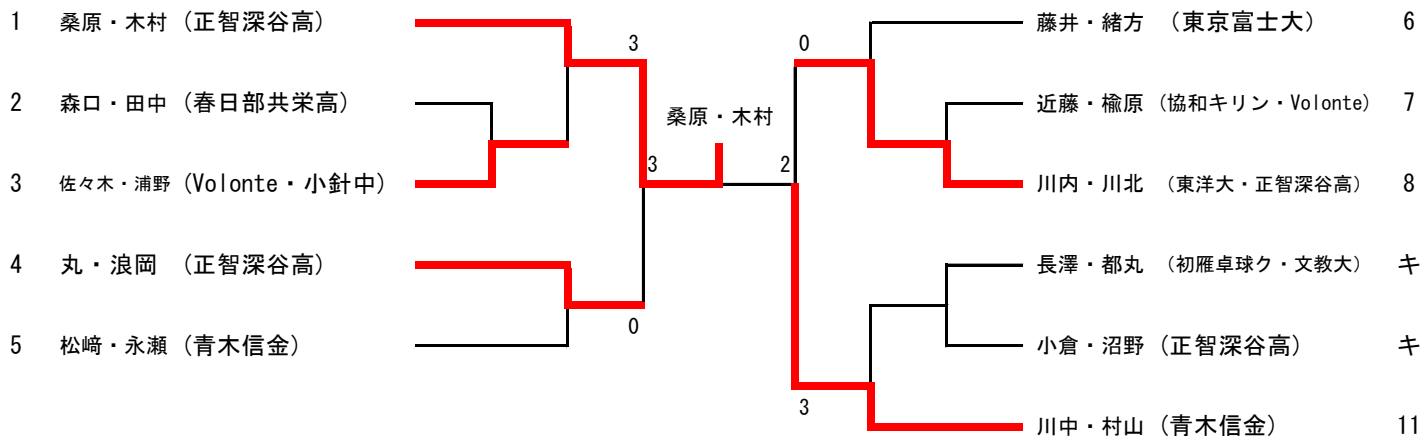 1 桑原・木村 (正智深谷高)
2 森口・田中 (春日部共栄高)
3 佐々木・浦野 (Volonte・小針中)
4 丸・浪岡 (正智深谷高)
5 松﨑・永瀬 (青木信金)
3
0
桑原・木村
3
2
0
3
藤井・緒方 (東京富士大) 6
近藤・楡原 (協和キリン・Volonte) 7
川内・川北 (東洋大・正智深谷高) 8
長澤・都丸 (初雁卓球ク・文教大) キ
小倉・沼野 (正智深谷高) キ
川中・村山 (青木信金) 11